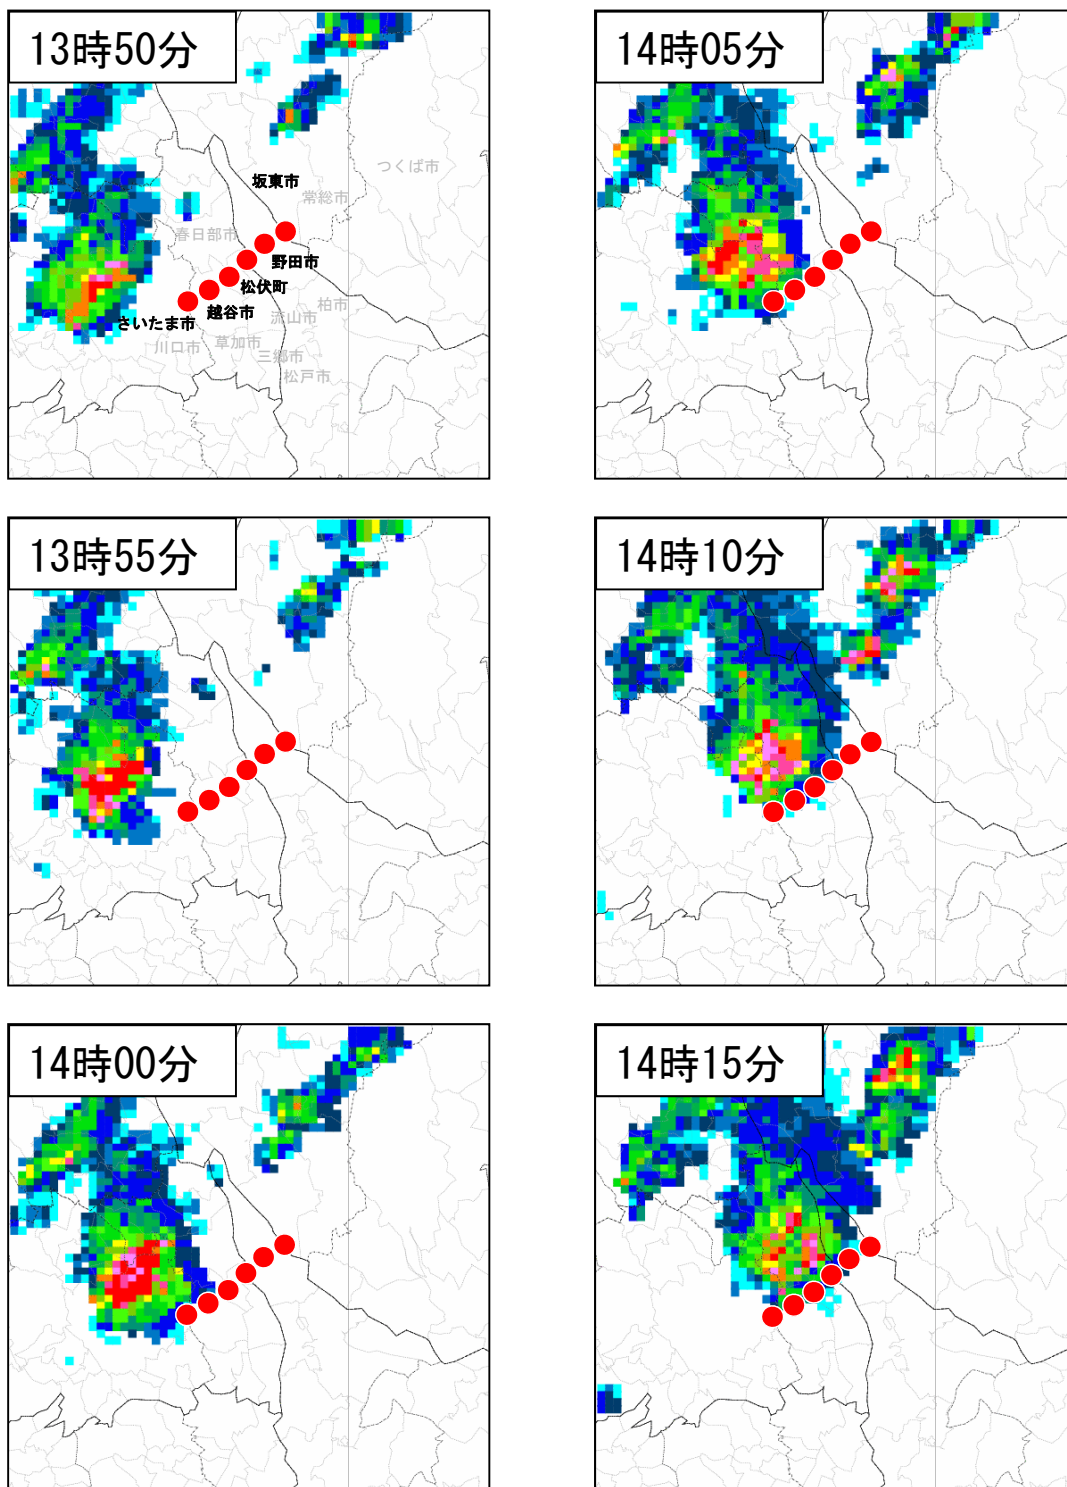 13時50分
つくば市
坂東市
常総市
春日部市
野田市
松伏町
柏市
越谷市
流山市
さいたま市
草加市
川口市
三郷市
松戸市
13時55分
14時00分
14時05分
14時10分
14時15分